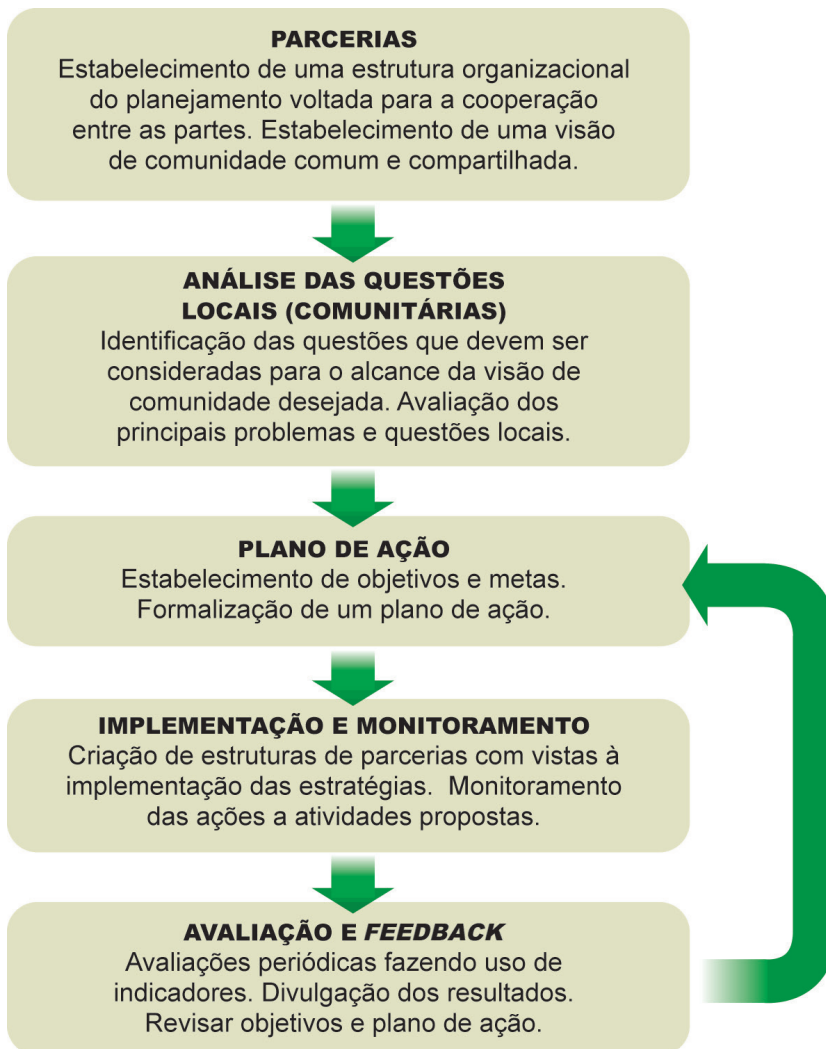 PARCERIAS
Estabelecimento de uma estrutura organizacional
do planejamento voltada para a cooperação
entre as partes. Estabelecimento de uma visão
de comunidade comum e compartilhada.
ANÁLISE DAS QUESTÕES
LOCAIS (COMUNITÁRIAS)
Identificação das questões que devem ser
consideradas para o alcance da visão de
comunidade desejada. Avaliação dos
principais problemas e questões locais.
PLANO DE AÇÃO
Estabelecimento de objetivos e metas.
Formalização de um plano de ação.
IMPLEMENTAÇÃO E MONITORAMENTO
Criação de estruturas de parcerias com vistas à
implementação das estratégias.  Monitoramento
das ações a atividades propostas.
AVALIAÇÃO E FEEDBACK
Avaliações periódicas fazendo uso de
indicadores. Divulgação dos resultados.
Revisar objetivos e plano de ação.